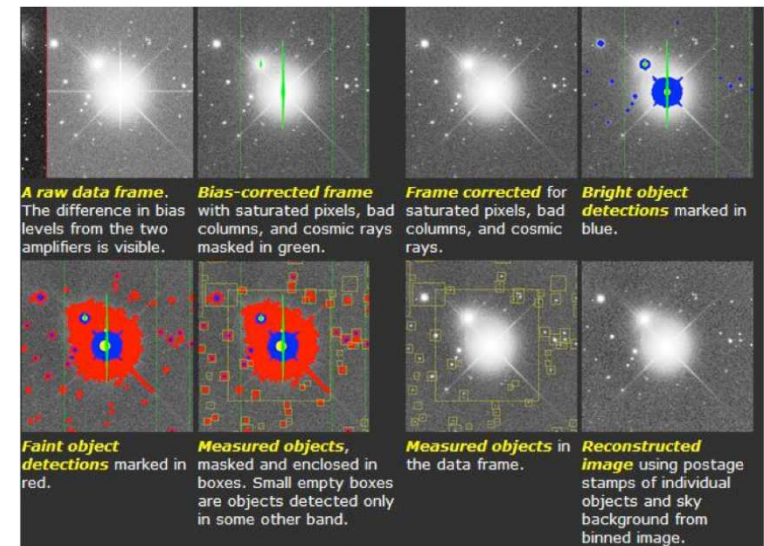 A raw data frame.
The difference in bias
levels from the two
amplifiers is visible.
Bias-corrected frame
with saturated pixels, bad
columns, and cosmic rays
masked in green.
Frame corrected for
saturated pixels, bad
columns, and cosmic
rays.
Bright object
detections marked in
blue.
Faint object
detections marked in
red.
Measured objects,
masked and enclosed in
boxes. Small empty boxes
are objects detected only
in some other band.
Measured objects in
the data frame.
Reconstructed
image using postage
stamps of individual
objects and sky
background from
binned image.